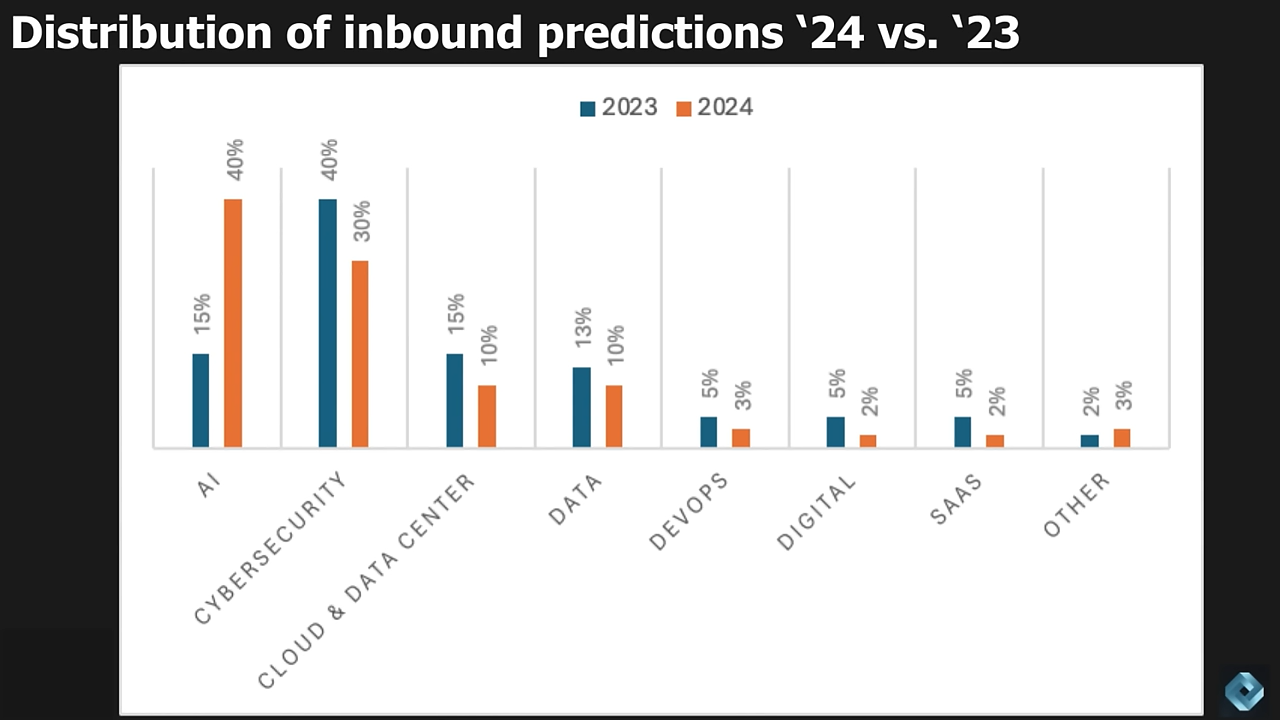 Distribution of inbound predictions ‘24 vs. ‘23
2023 2024
15% 40% 40% 30% 15% 10% 13% 10% 5% 3% 5% 2% 5% 2% 2% 3%
AI
CYBERSECURITY
CLOUD & DATA CENTER
DATA
DEVOPS
DIGITAL
SAAS
OTHER